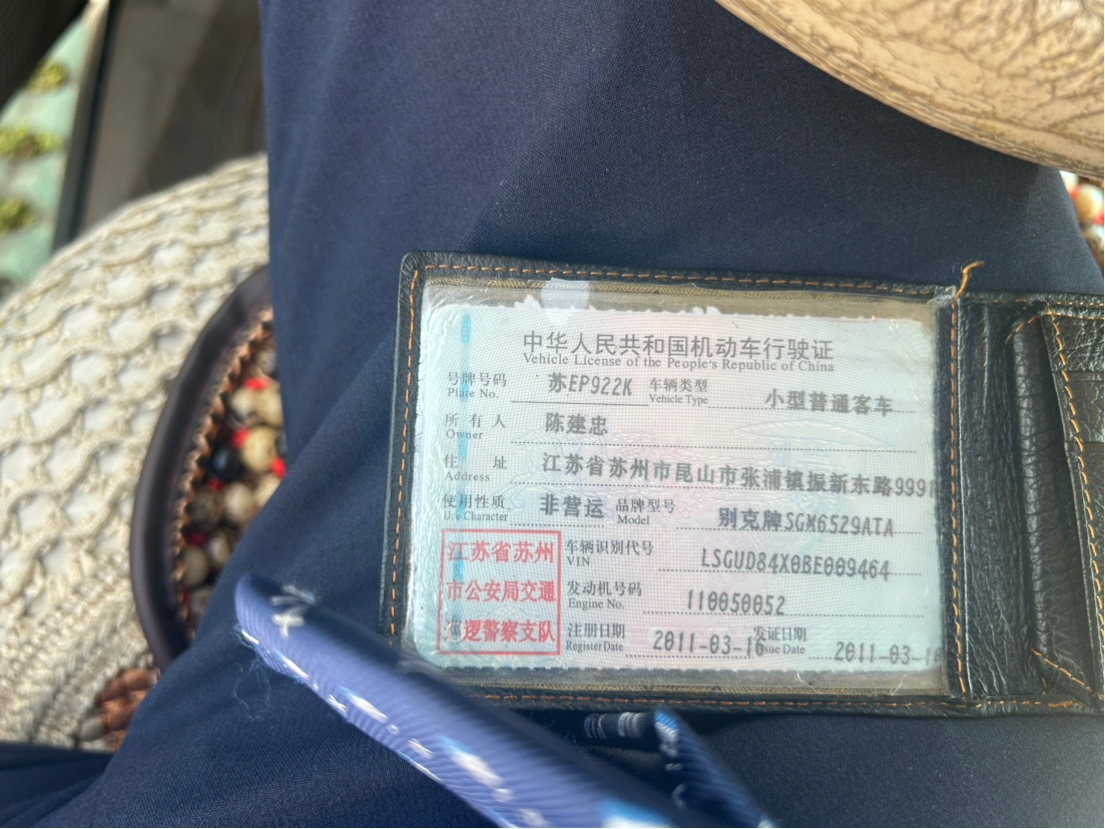 中华人民共和国机动车行驶证
Vehicle License of the People's Republic of China
号牌号码 苏EP922K 车辆类型 小型普通客车
Plate No. Vehicle Type
所有人 陈建忠
Owner
住址 江苏省苏州市昆山市张浦镇振新东路999
Address
使用性质 非营运 品牌型号 别克牌SGM6529ATA
Use Character Model
江苏省苏州 车辆识别代号 LSGUD84X0BE009464
VIN
市公安局交通 发动机号码 110050052
Engine No.
巡逻警察支队 注册日期 2011-03-16 发证日期 2011-03-1
Register Date Issue Date